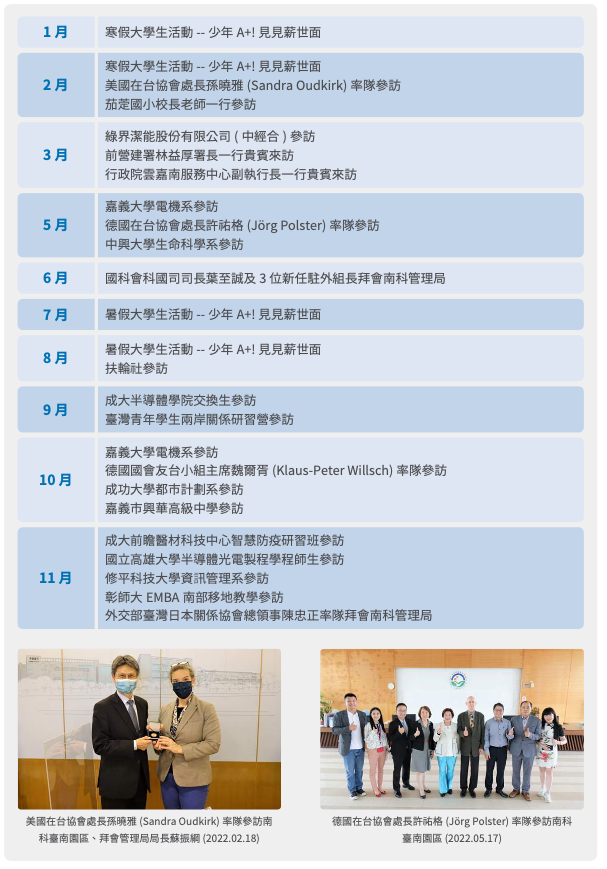 1 月
寒假大學生活動 -- 少年 A+! 見見薪世面
2 月
寒假大學生活動 -- 少年 A+! 見見薪世面
美國在台協會處長孫曉雅 (Sandra Oudkirk) 率隊參訪
茄萣國小校長老師一行參訪
3 月
綠界潔能股份有限公司 ( 中經合 ) 參訪
前營建署林益厚署長一行貴賓來訪
行政院雲嘉南服務中心副執行長一行貴賓來訪
5 月
嘉義大學電機系參訪
德國在台協會處長許祐格 (Jörg Polster) 率隊參訪
中興大學生命科學系參訪
6 月
國科會科國司司長葉至誠及 3 位新任駐外組長拜會南科管理局
7 月
暑假大學生活動 -- 少年 A+! 見見薪世面
8 月
暑假大學生活動 -- 少年 A+! 見見薪世面
扶輪社參訪
9 月
成大半導體學院交換生參訪
臺灣青年學生兩岸關係研習營參訪
10 月
嘉義大學電機系參訪
德國國會友台小組主席魏爾胥 (Klaus-Peter Willsch) 率隊參訪
成功大學都市計劃系參訪
嘉義市興華高級中學參訪
11 月
成大前瞻醫材科技中心智慧防疫研習班參訪
國立高雄大學半導體光電製程學程師生參訪
修平科技大學資訊管理系參訪
彰師大 EMBA 南部移地教學參訪
外交部臺灣日本關係協會總領事陳忠正率隊拜會南科管理局
美國在台協會處長孫曉雅 (Sandra Oudkirk) 率隊參訪南
科臺南園區、拜會管理局局長蘇振綱 (2022.02.18)
德國在台協會處長許祐格 (Jörg Polster) 率隊參訪南科
臺南園區 (2022.05.17)